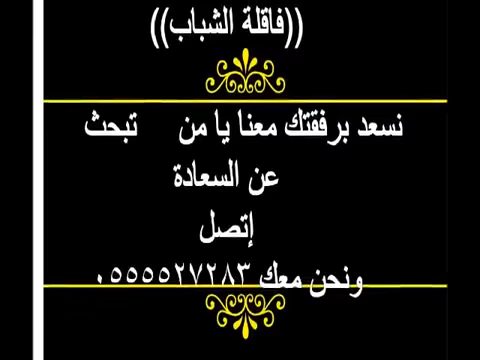 ((فاقلة الشباب))
نسعد برفقتك معنا يا من تبحث
عن السعادة
إتصل
ونحن معك ٠٥٥٥٥٢٧٢٨٣